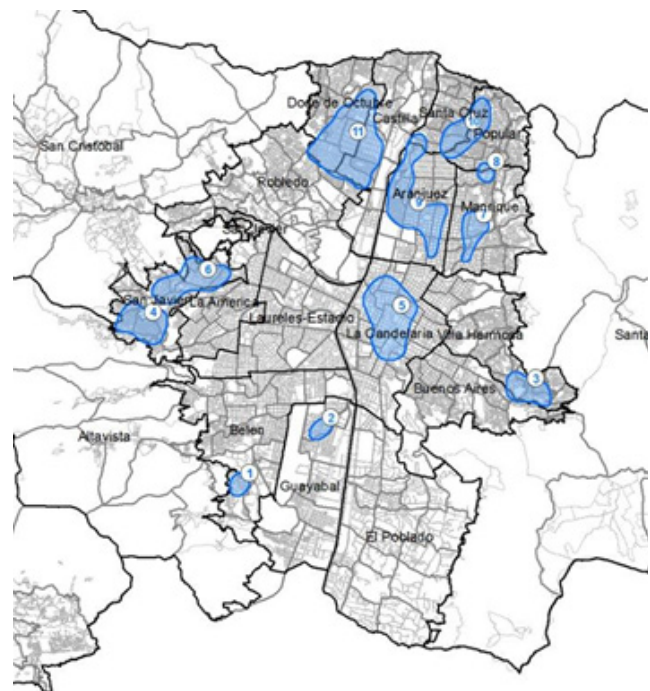 Doce de Octubre
Castilla
Santa Cruz
10
Popular
11
San Cristobal
8
Robledo
Aranjuez
9
Manrique
7
6
San Javier
La America
4
5
Laureles-Estadio
La Candelaria
Villa Hermosa
3
Buenos Aires
2
Belen
Altavista
1
Guayabal
El Poblado
Santa